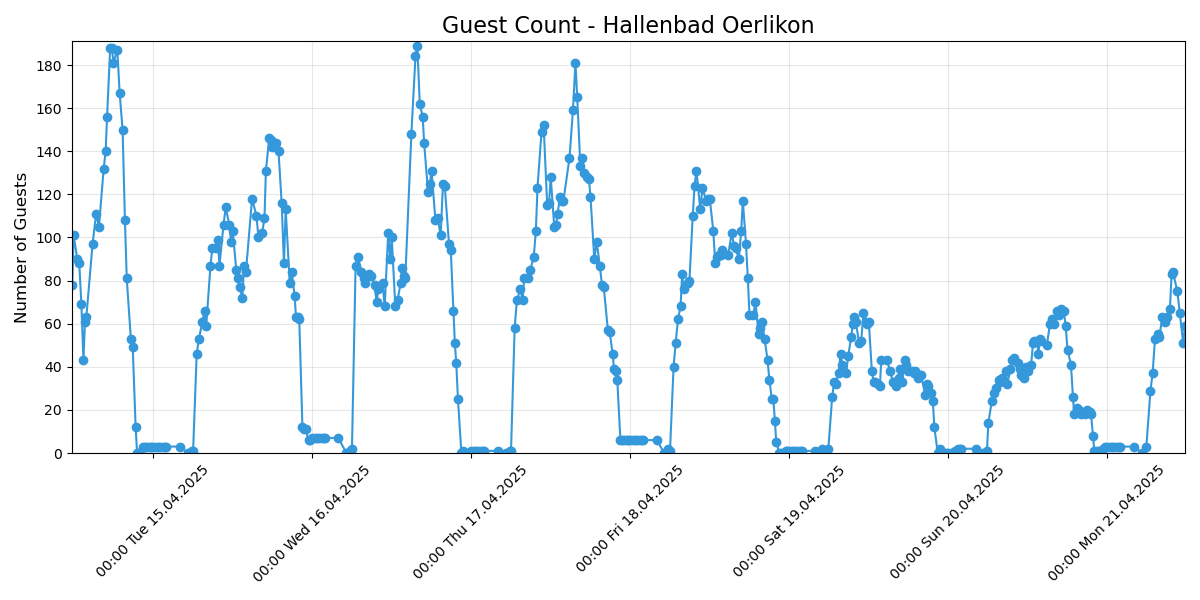 Guest Count - Hallenbad Oerlikon
Number of Guests
180
160
140
120
100
80
60
40
20
0
00:00 Tue 15.04.2025
00:00 Wed 16.04.2025
00:00 Thu 17.04.2025
00:00 Fri 18.04.2025
00:00 Sat 19.04.2025
00:00 Sun 20.04.2025
00:00 Mon 21.04.2025